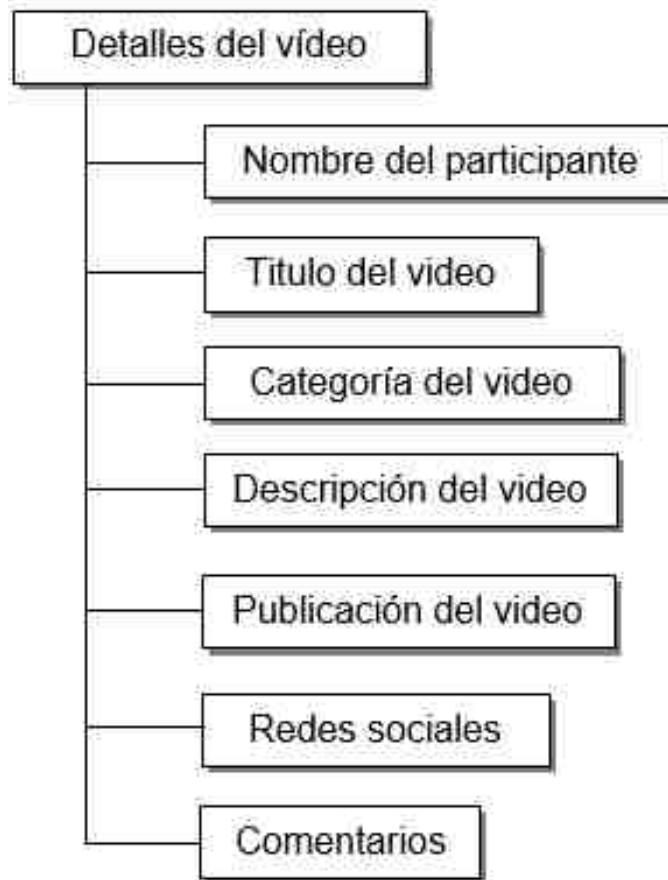 Detalles del vídeo
Nombre del participante
Titulo del video
Categoría del video
Descripción del video
Publicación del video
Redes sociales
Comentarios